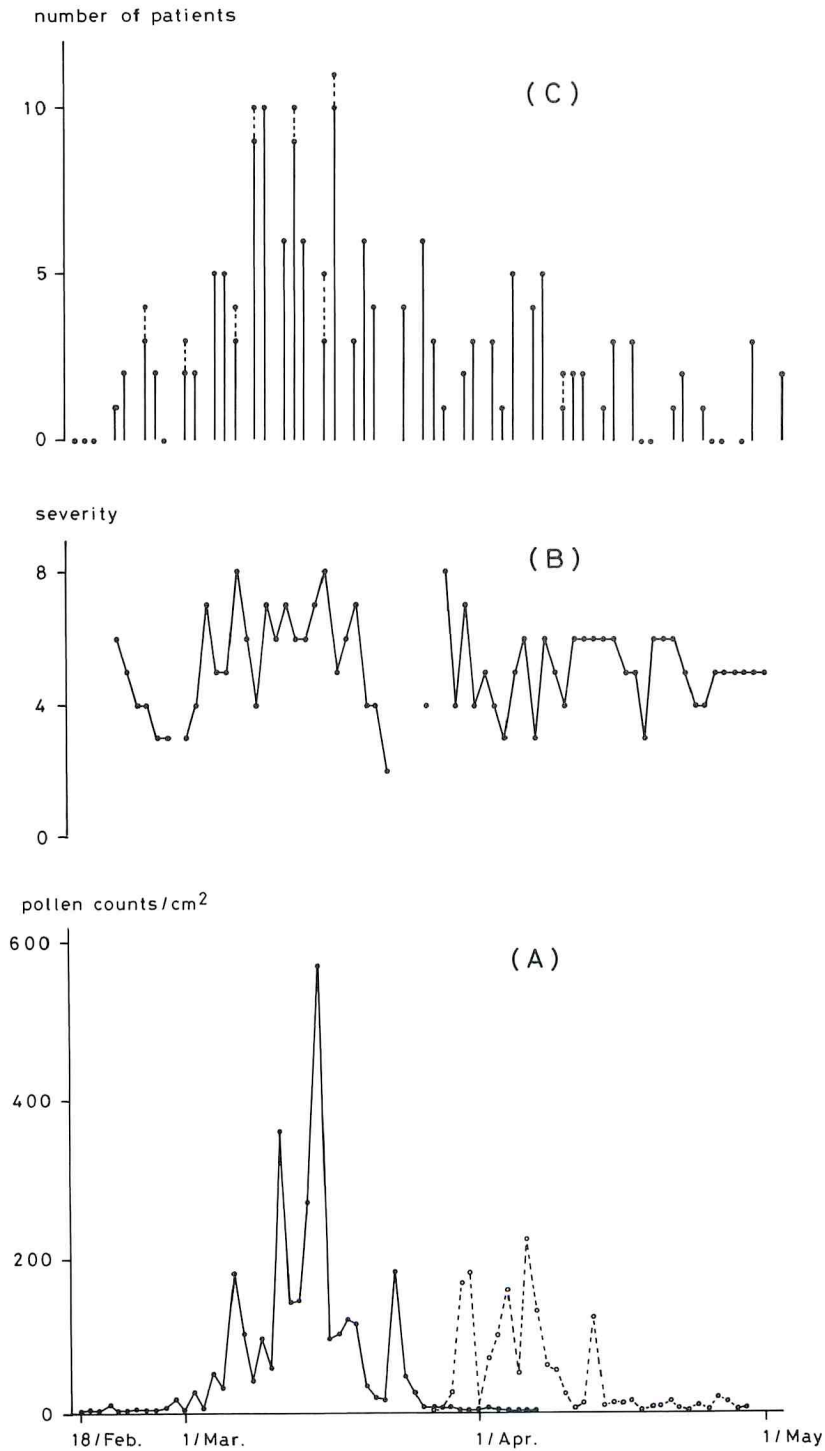 number of patients
(C)
10
5
0
severity
(B)
8
4
0
pollen counts/cm²
(A)
600
400
200
0
18/Feb. 1/Mar. 1/Apr. 1/May